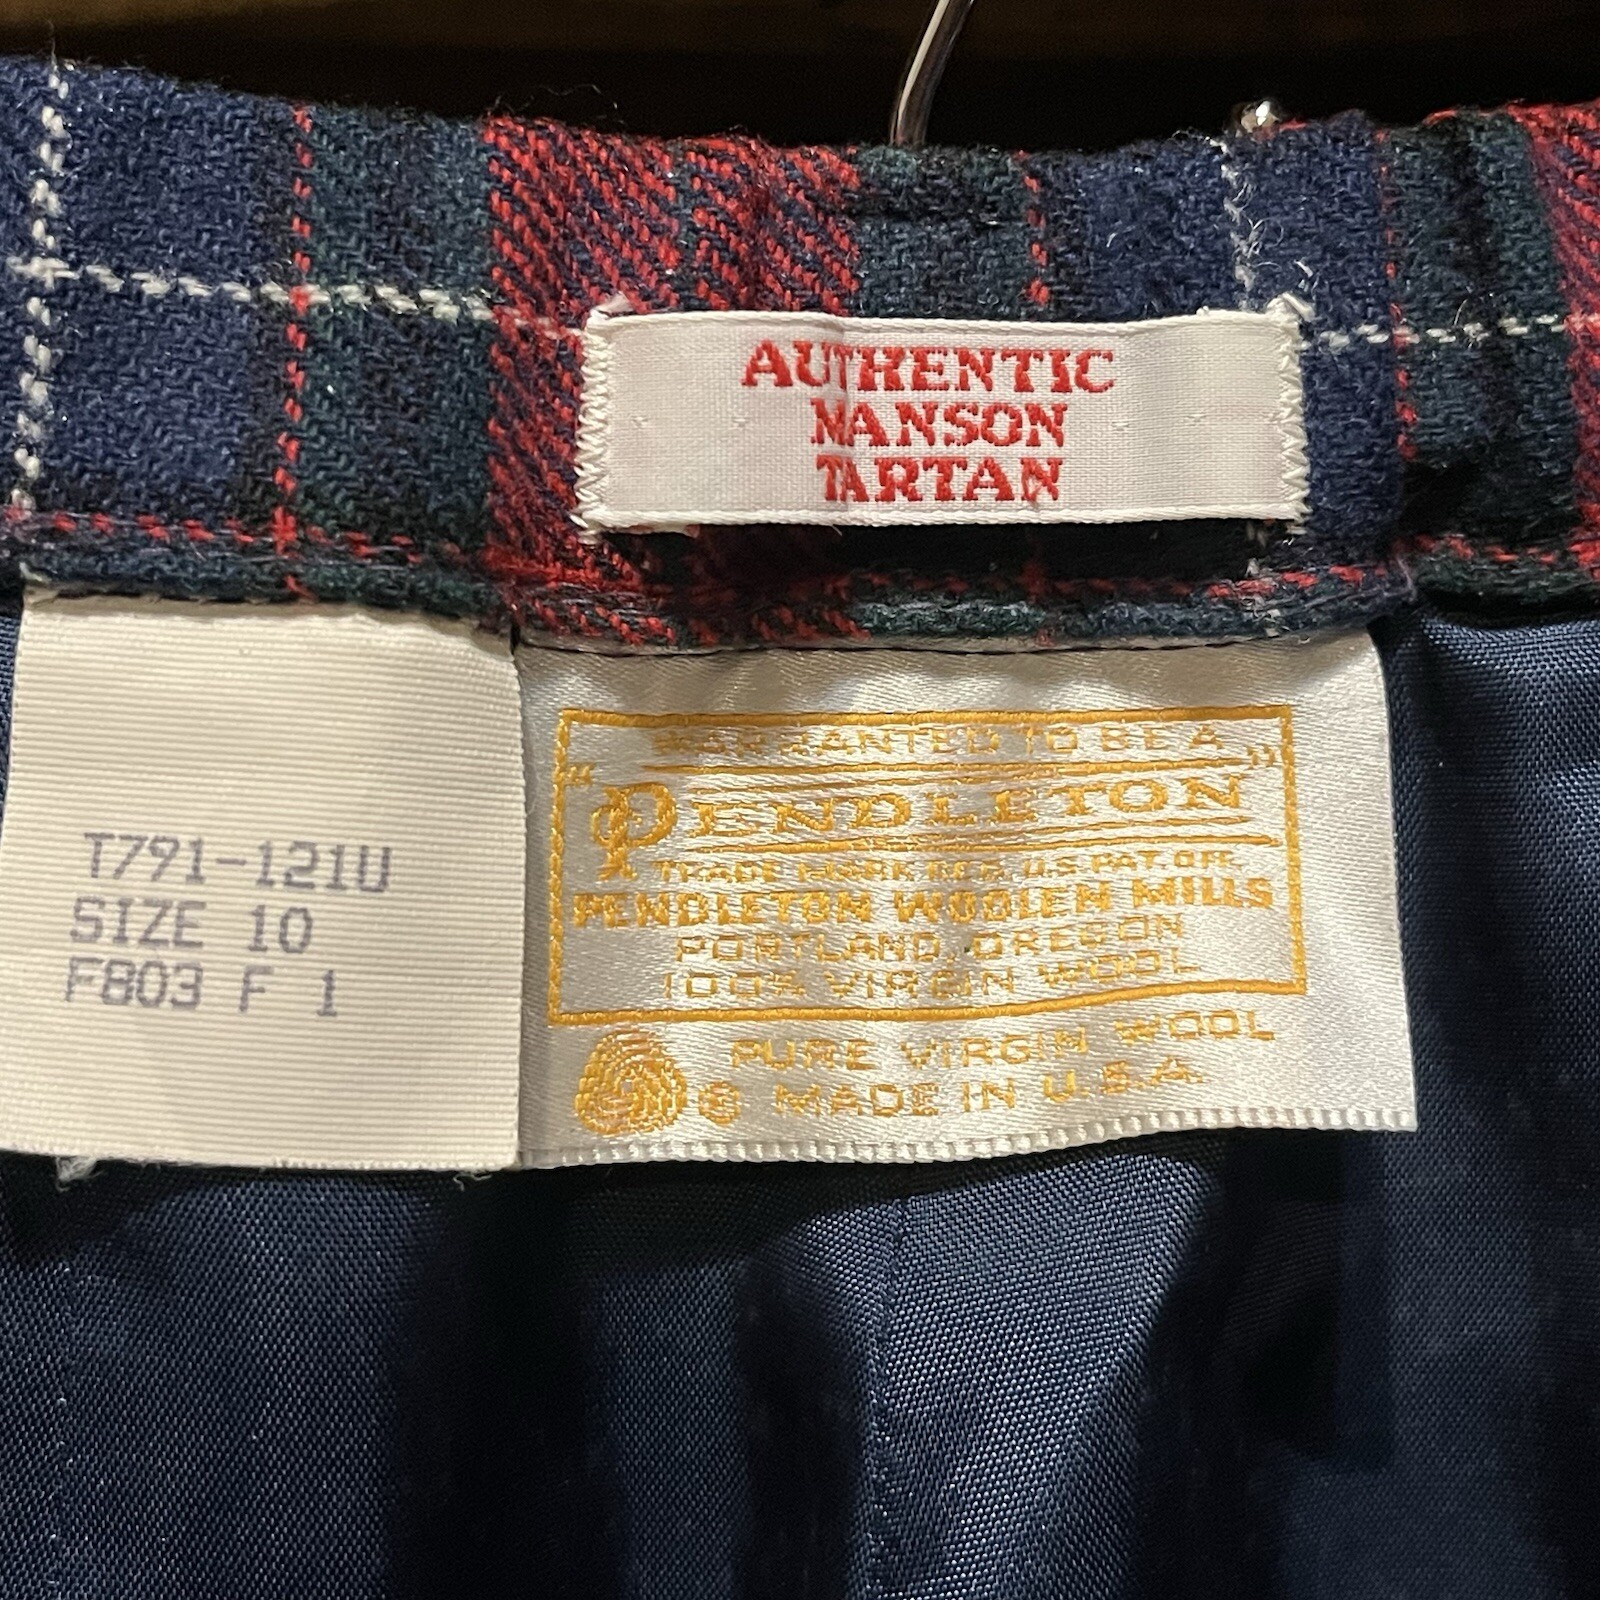 AUTHENTIC
MANSON
TARTAN
T791-121U
SIZE 10
F803 F 1
WARRANTED TO BE A
"PENDLETON"
TRADE MARK REG. U.S. PAT. OFF.
PENDLETON WOOLEN MILLS
PORTLAND, OREGON
100% VIRGIN WOOL
PURE VIRGIN WOOL
® MADE IN U.S.A.